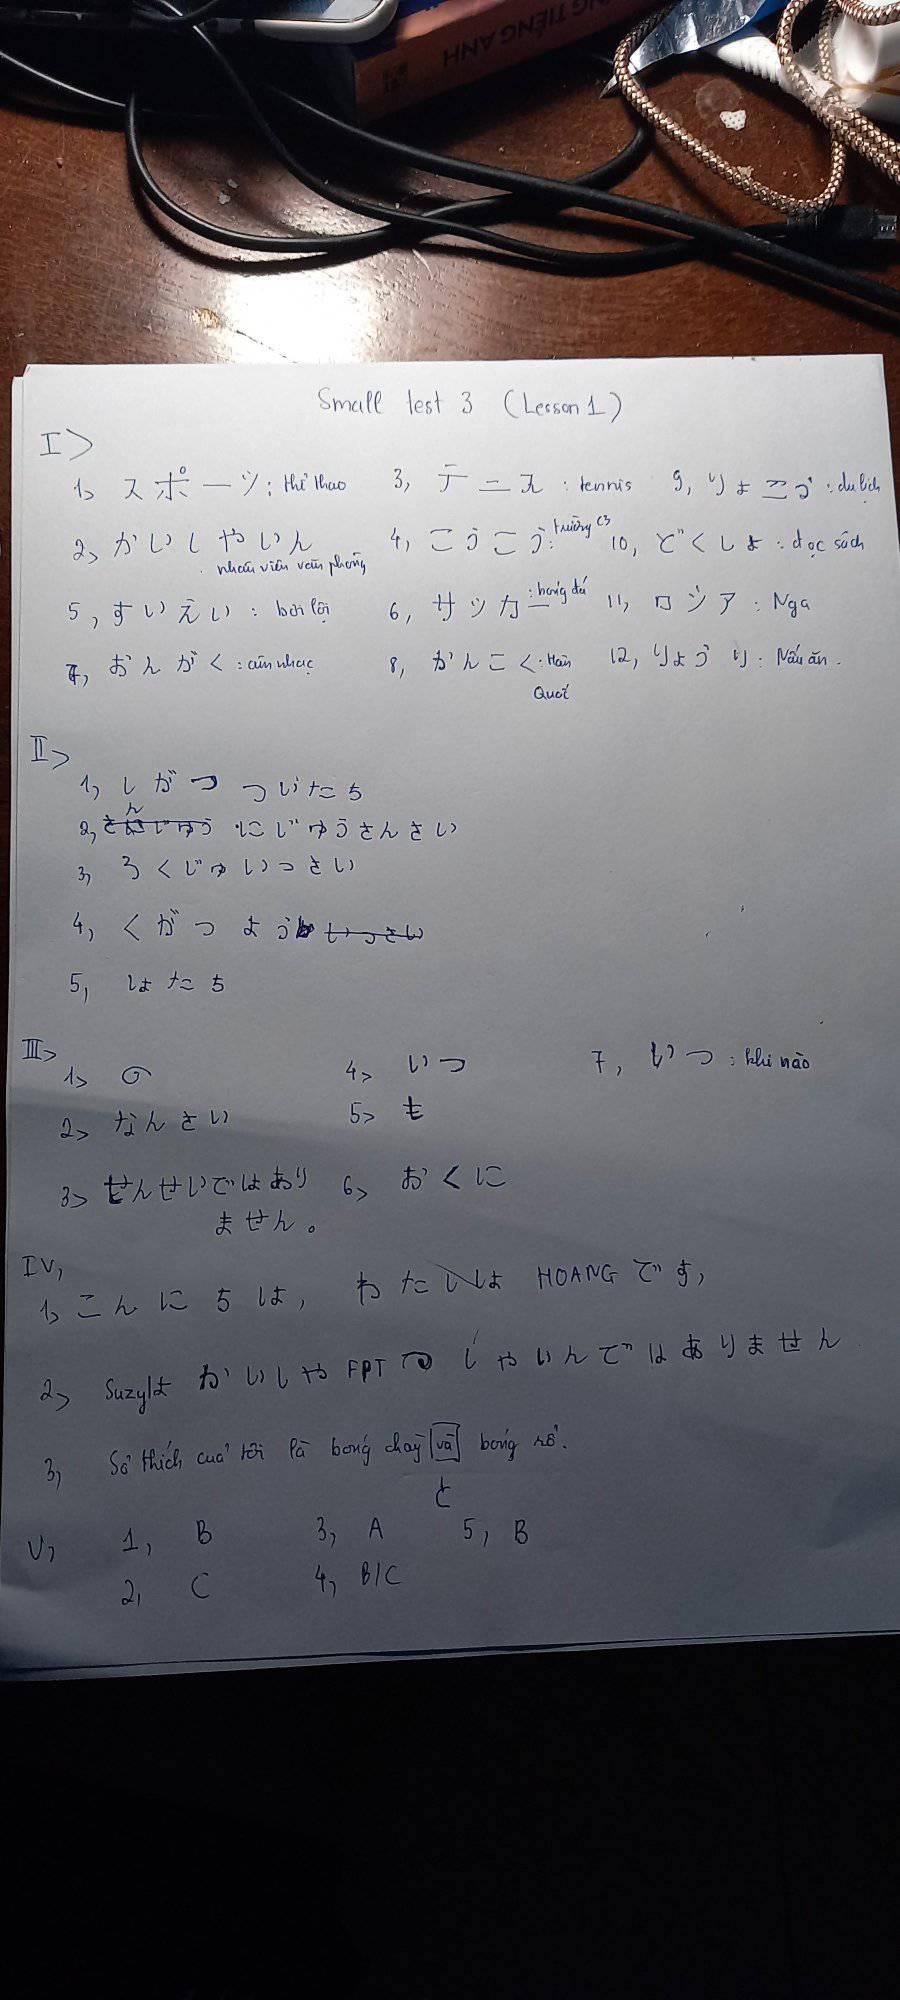 NG TIẾNG ANH
Small test 3 (Lesson 1)
I>
1, スポーツ: thể thao 3, テニス: tennis 9, りょこう: du lịch
2, かいしゃいん nhân viên văn phòng 4, こうこう: trường C3 10, どくしょ: đọc sách
5, すいえい: bơi lội 6, サッカー: bóng đá 11, ロシア: Nga
7, おんがく: âm nhạc 8, かんこく: Hàn Quốc 12, りょうり: Nấu ăn.
II>
1, しがつ ついたち
2, にじゅうさんさい
3, ろくじゅいっさい
4, くがつ よう
5, はたち
III>
1> の 4> いつ 7, いつ: khi nào
2> なんさい 5> も
3> せんせいではあり 6> おくに
ません。
IV,
1, こんにちは, わたしは HOANG です,
2> Suzyは かいしゃ FPT の しゃいんではありません
3, Sở thích của tôi là bóng chày và bóng rổ.
と
V, 1, B 3, A 5, B
2, C 4, B/C